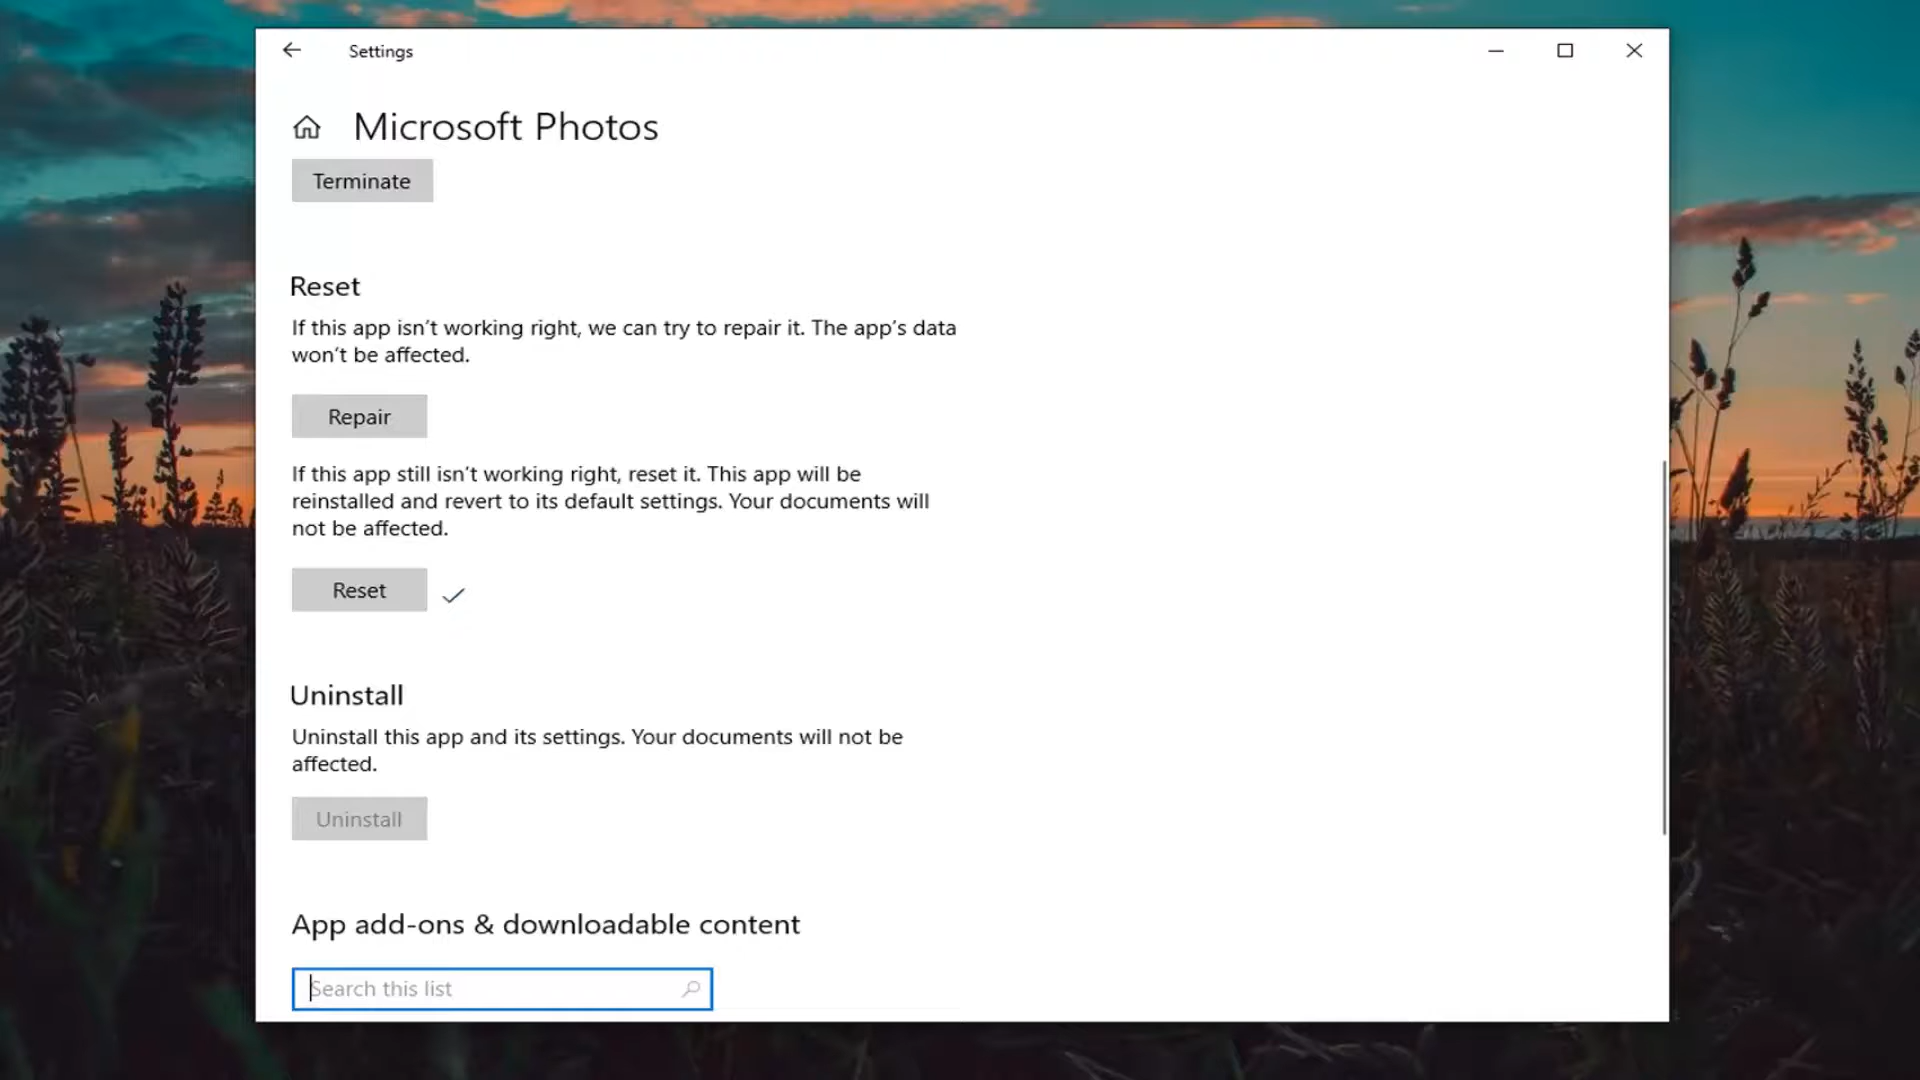 Settings
Microsoft Photos
Terminate
Reset
If this app isn’t working right, we can try to repair it. The app’s data
won’t be affected.
Repair
If this app still isn’t working right, reset it. This app will be
reinstalled and revert to its default settings. Your documents will
not be affected.
Reset
Uninstall
Uninstall this app and its settings. Your documents will not be
affected.
Uninstall
App add-ons & downloadable content
Search this list